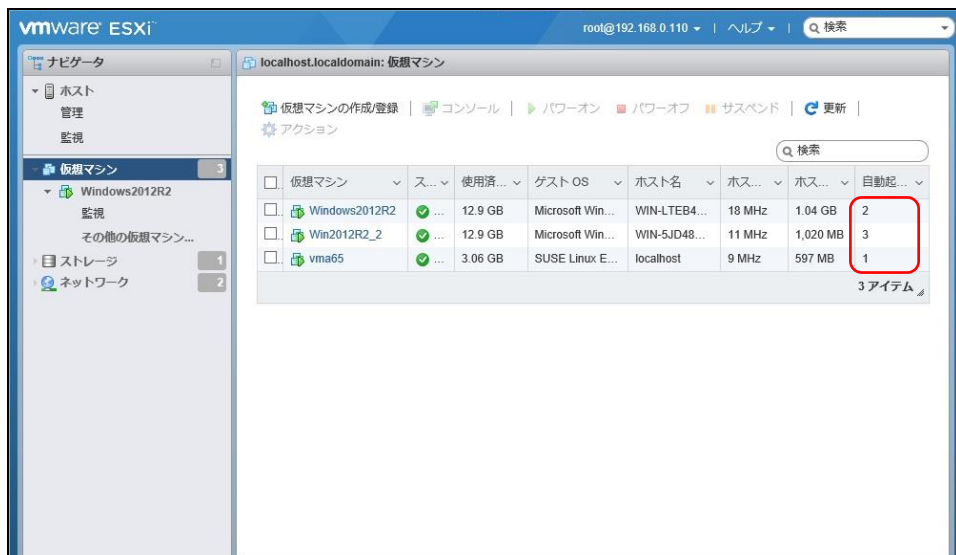 vmware ESXi
root@192.168.0.110 | ヘルプ | 検索
ナビゲータ
ホスト
管理
監視
仮想マシン 3
Windows2012R2
監視
その他の仮想マシン...
ストレージ 1
ネットワーク 2
localhost.localdomain: 仮想マシン
仮想マシンの作成/登録 | コンソール | パワーオン パワーオフ サスペンド | 更新 |
アクション
検索
仮想マシン ス... 使用済... ゲスト OS ホスト名 ホス... ホス... 自動起...
Windows2012R2 ... 12.9 GB Microsoft Win... WIN-LTEB4... 18 MHz 1.04 GB 2
Win2012R2_2 ... 12.9 GB Microsoft Win... WIN-5JD48... 11 MHz 1,020 MB 3
vma65 ... 3.06 GB SUSE Linux E... localhost 9 MHz 597 MB 1
3 アイテム